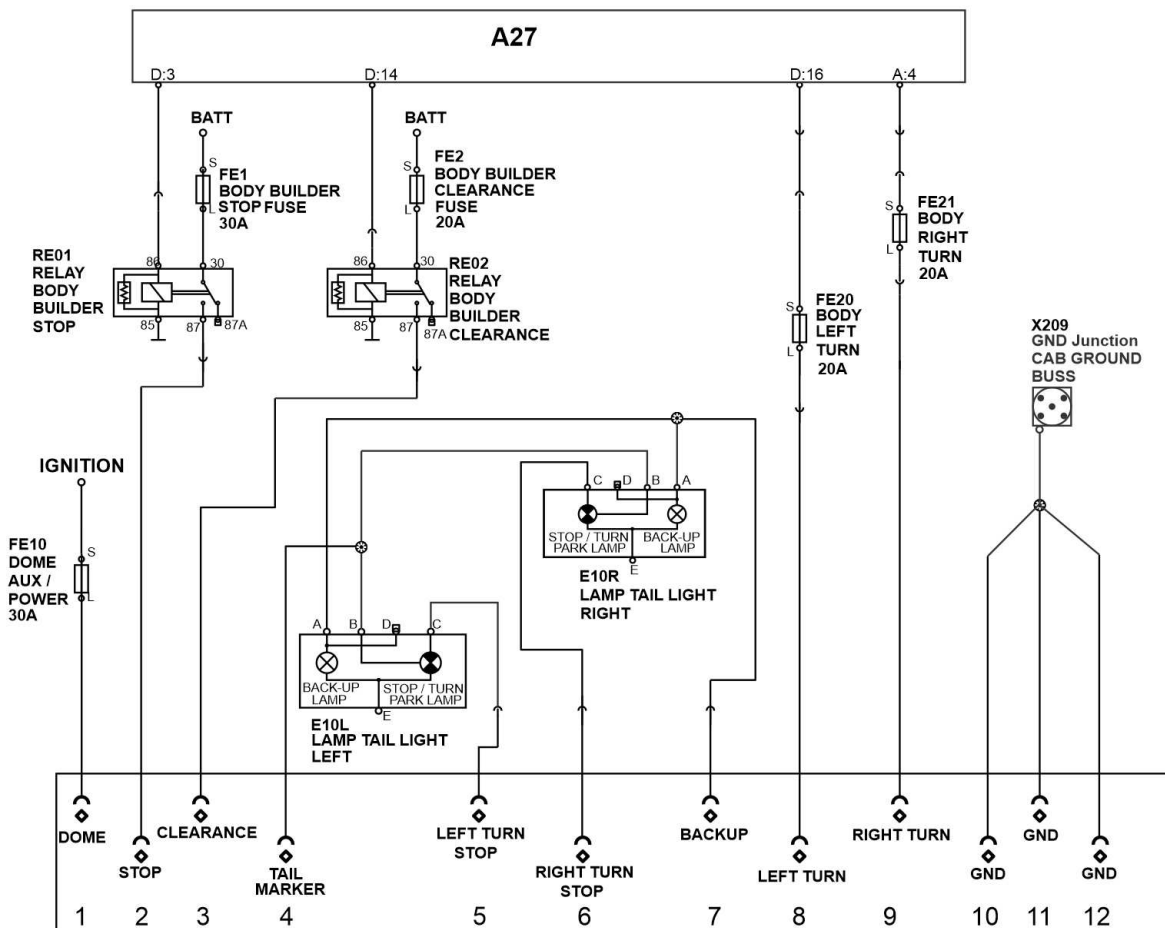 A27
D:3
D:14
D:16
A:4
BATT
S
FE1
BODY BUILDER
STOP FUSE
30A
L
BATT
S
FE2
BODY BUILDER
CLEARANCE
FUSE
20A
L
RE01
RELAY
BODY
BUILDER
STOP
86
30
85
87
87A
RE02
RELAY
BODY
BUILDER
CLEARANCE
86
30
85
87
87A
S
FE20
BODY
LEFT
TURN
20A
L
S
FE21
BODY
RIGHT
TURN
20A
L
X209
GND Junction
CAB GROUND
BUSS
IGNITION
FE10
DOME
AUX /
POWER
30A
S
L
C
D
B
A
STOP / TURN
PARK LAMP
BACK-UP
LAMP
E
E10R
LAMP TAIL LIGHT
RIGHT
A
B
D
C
BACK-UP
LAMP
STOP / TURN
PARK LAMP
E
E10L
LAMP TAIL LIGHT
LEFT
DOME
STOP
CLEARANCE
TAIL
MARKER
LEFT TURN
STOP
RIGHT TURN
STOP
BACKUP
LEFT TURN
RIGHT TURN
GND
GND
GND
1 2 3 4 5 6 7 8 9 10 11 12